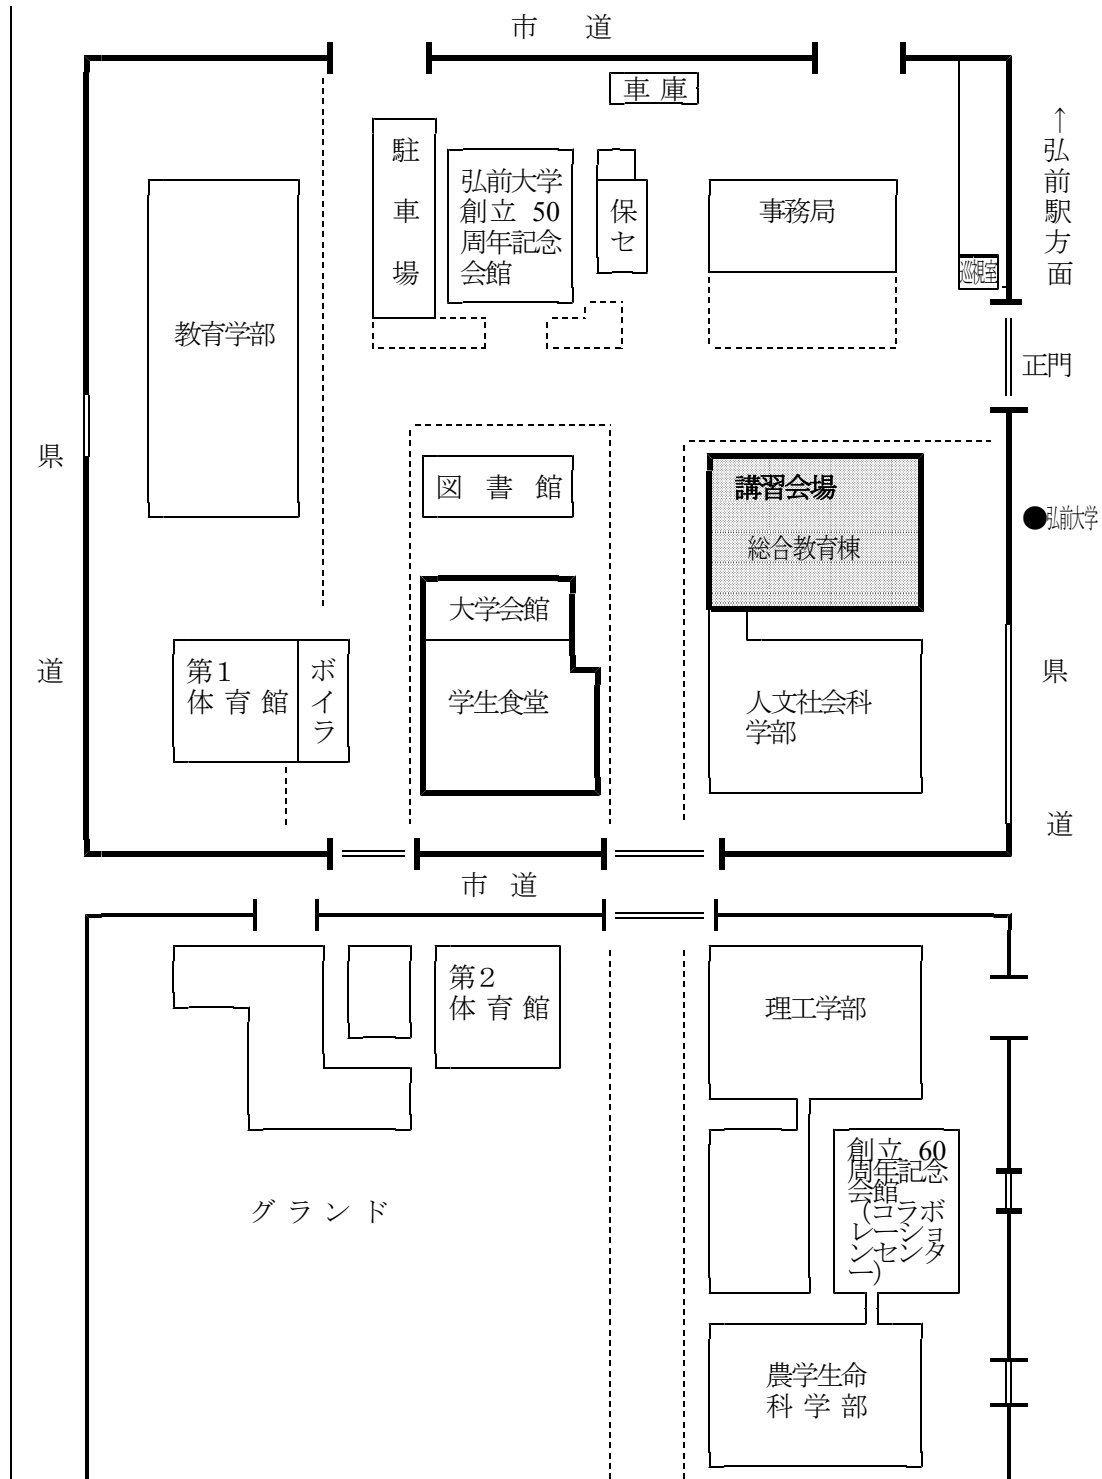 市　道
車 庫
駐車場
弘前大学
創立 50
周年記念
会館
保セ
事務局
↑弘前駅方面
巡視室
教育学部
正門
県道
図 書 館
講習会場
総合教育棟
●弘前大学
大学会館
学生食堂
第１
体 育 館
ボイラ
人文社会科
学部
県道
市 道
第２
体 育 館
理工学部
創立 60
周年記念
会館
（コラボ
レーショ
ンセンタ
ー）
グ ラ ン ド
農学生命
科 学 部